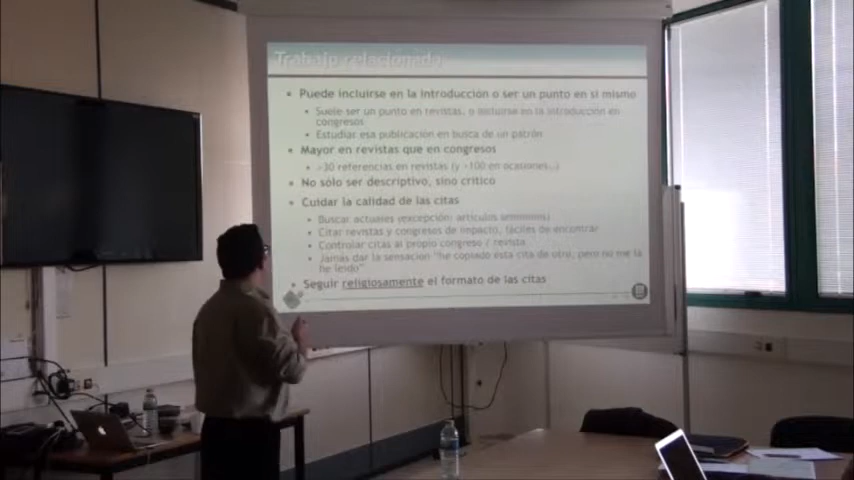 Trabajo relacionado
• Puede incluirse en la introducción o ser un punto en si mismo
• Suele ser un punto en revistas, o incluirse en la introducción en
congresos
• Estudiar esa publicación en busca de un patrón
• Mayor en revistas que en congresos
• >30 referencias en revistas (y >100 en ocasiones…)
• No sólo ser descriptivo, sino crítico
• Cuidar la calidad de las citas
• Buscar actuales (excepción: artículos seminales)
• Citar revistas y congresos de impacto, fáciles de encontrar
• Controlar citas al propio congreso / revista
• Jamás dar la sensación "he copiado esta cita de otro, pero no me la
he leído"
• Seguir religiosamente el formato de las citas